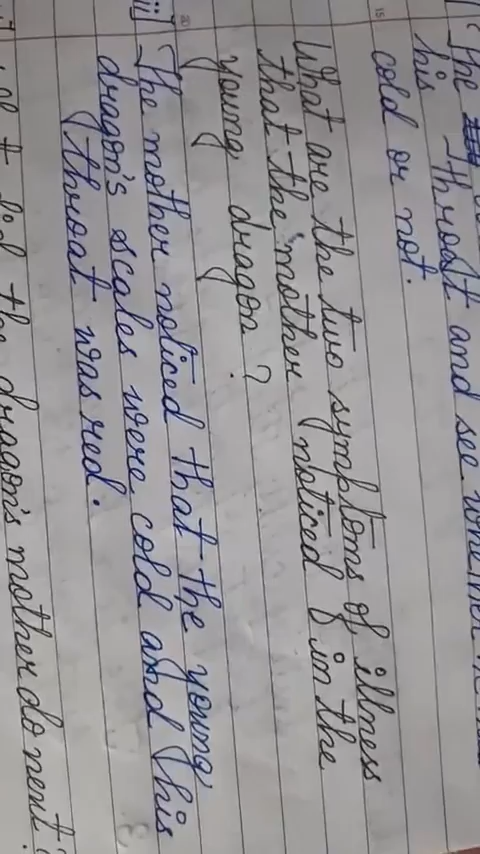 The
his throat and see whether
cold or not.
What are the two symptoms of illness
that the mother noticed in the
young dragon?
ii] The mother noticed that the young
dragon's scales were cold and his
throat was red.
did the dragon's mother do next?